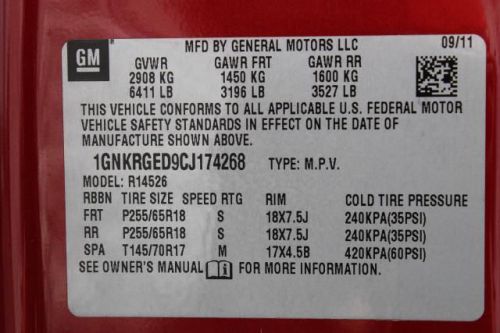 GM
MFD BY GENERAL MOTORS LLC 09/11
GVWR GAWR FRT GAWR RR
2908 KG 1450 KG 1600 KG
6411 LB 3196 LB 3527 LB
THIS VEHICLE CONFORMS TO ALL APPLICABLE U.S. FEDERAL MOTOR
VEHICLE SAFETY STANDARDS IN EFFECT ON THE DATE OF
MANUFACTURE SHOWN ABOVE.
1GNKRGED9CJ174268 TYPE: M.P.V.
MODEL: R14526
RBBN TIRE SIZE SPEED RTG RIM COLD TIRE PRESSURE
FRT P255/65R18 S 18X7.5J 240KPA(35PSI)
RR P255/65R18 S 18X7.5J 240KPA(35PSI)
SPA T145/70R17 M 17X4.5B 420KPA(60PSI)
SEE OWNER'S MANUAL FOR MORE INFORMATION.